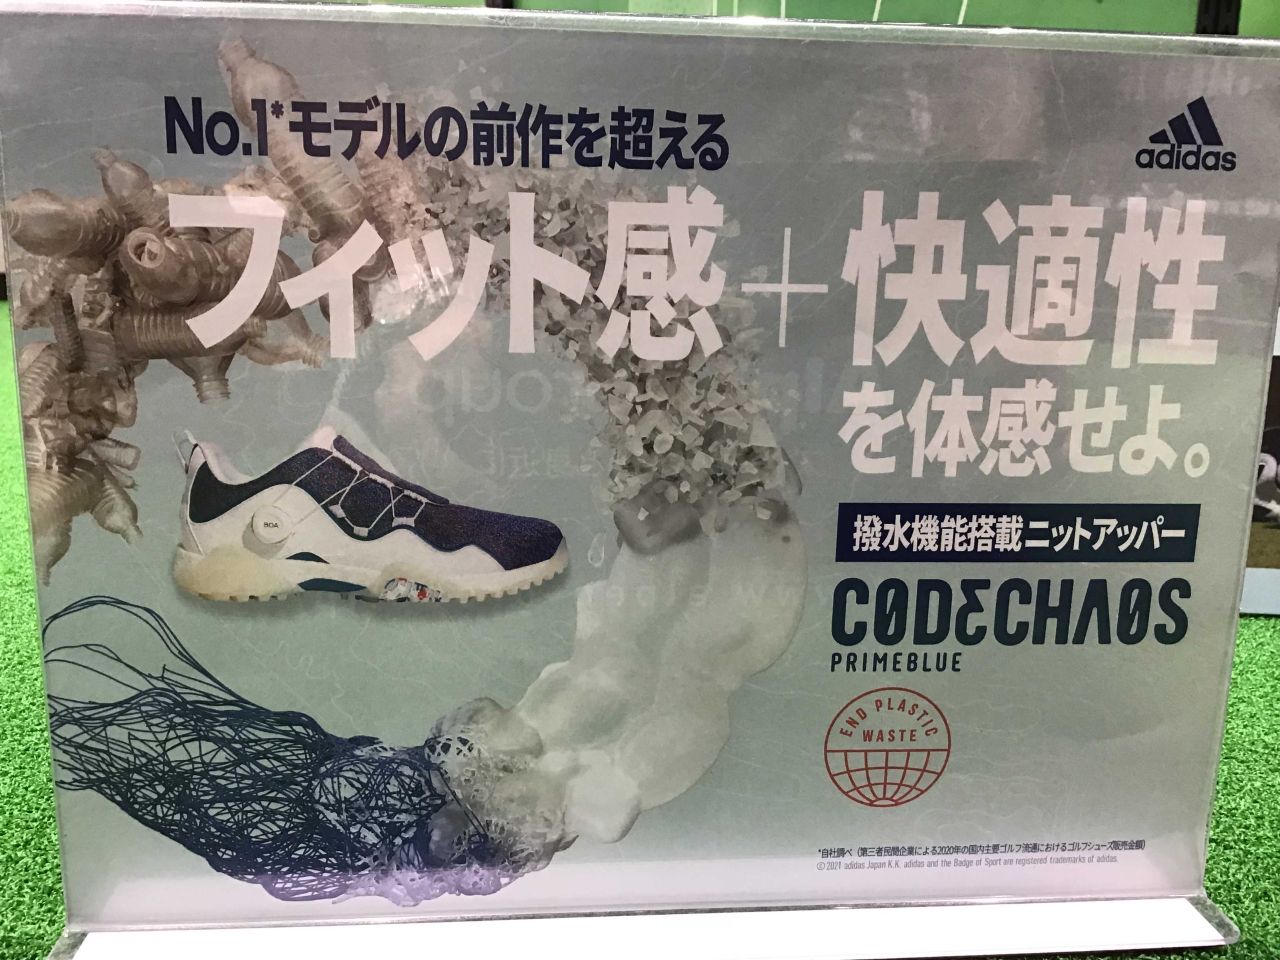 No.1*モデルの前作を超える
adidas
フィット感+快適性
を体感せよ。
BOA
撥水機能搭載ニットアッパー
C0DECHA0S
PRIMEBLUE
END PLASTIC
WASTE
*自社調べ(第三者民間企業による2020年の国内主要ゴルフ流通におけるゴルフシューズ販売金額)
©2021 adidas Japan K.K. adidas and the Badge of Sport are registered trademarks of adidas.